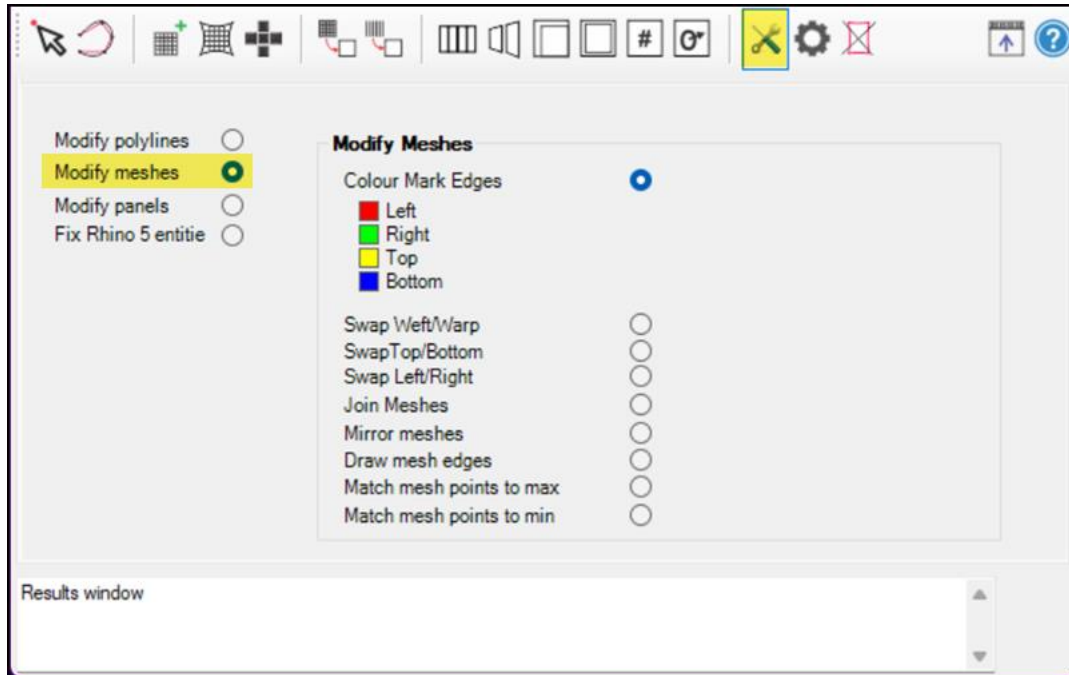 #
?
Modify polylines
Modify meshes
Modify panels
Fix Rhino 5 entitie
Modify Meshes
Colour Mark Edges
Left
Right
Top
Bottom
Swap Weft/Warp
SwapTop/Bottom
Swap Left/Right
Join Meshes
Mirror meshes
Draw mesh edges
Match mesh points to max
Match mesh points to min
Results window